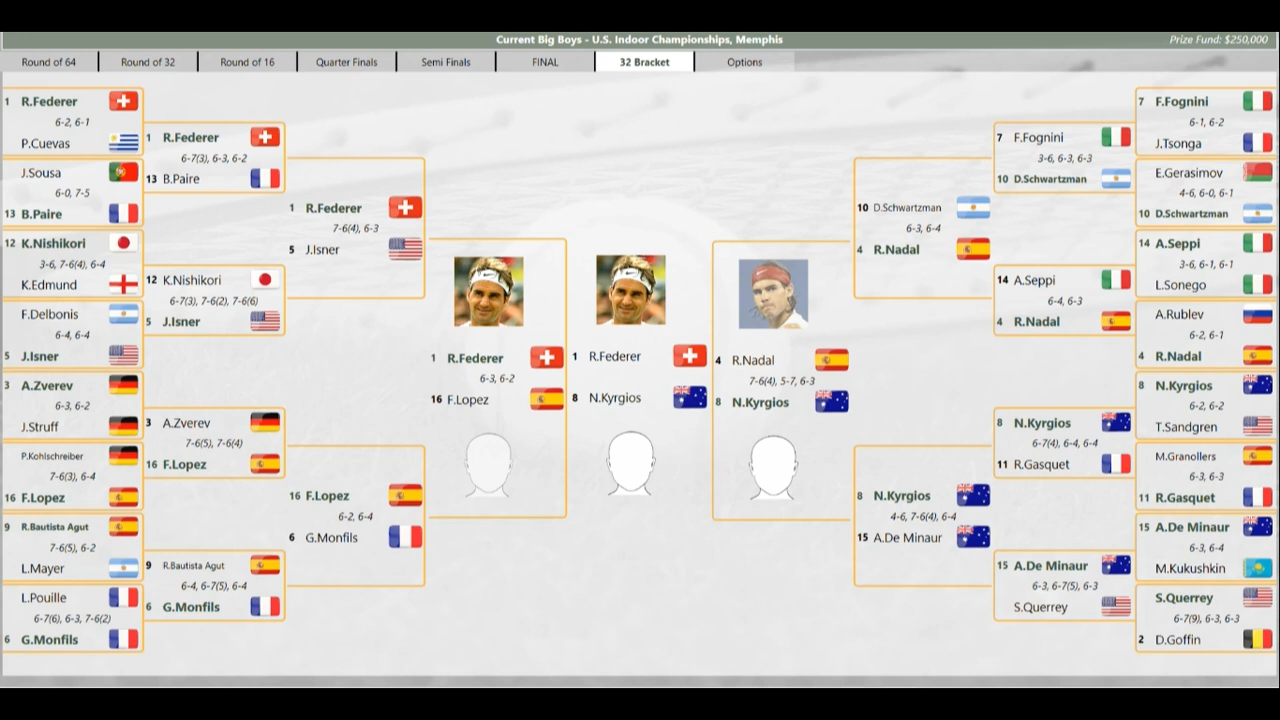 Current Big Boys - U.S. Indoor Championships, Memphis
Prize Fund: $250,000
Round of 64
Round of 32
Round of 16
Quarter Finals
Semi Finals
FINAL
32 Bracket
Options
1 R.Federer
6-2, 6-1
P.Cuevas
J.Sousa
6-0, 7-5
13 B.Paire
12 K.Nishikori
3-6, 7-6(4), 6-4
K.Edmund
F.Delbonis
6-4, 6-4
5 J.Isner
3 A.Zverev
6-3, 6-2
J.Struff
P.Kohlschreiber
7-6(3), 6-4
16 F.Lopez
9 R.Bautista Agut
7-6(5), 6-2
L.Mayer
L.Pouille
6-7(6), 6-3, 7-6(2)
6 G.Monfils
1 R.Federer
6-7(3), 6-3, 6-2
13 B.Paire
12 K.Nishikori
6-7(3), 7-6(2), 7-6(6)
5 J.Isner
3 A.Zverev
7-6(5), 7-6(4)
16 F.Lopez
9 R.Bautista Agut
6-4, 6-7(5), 6-4
6 G.Monfils
1 R.Federer
7-6(4), 6-3
5 J.Isner
16 F.Lopez
6-2, 6-4
6 G.Monfils
1 R.Federer
6-3, 6-2
16 F.Lopez
1 R.Federer
8 N.Kyrgios
4 R.Nadal
7-6(4), 5-7, 6-3
8 N.Kyrgios
10 D.Schwartzman
6-3, 6-4
4 R.Nadal
8 N.Kyrgios
4-6, 7-6(4), 6-4
15 A.De Minaur
7 F.Fognini
3-6, 6-3, 6-3
10 D.Schwartzman
14 A.Seppi
6-4, 6-3
4 R.Nadal
8 N.Kyrgios
6-7(4), 6-4, 6-4
11 R.Gasquet
15 A.De Minaur
6-3, 6-7(5), 6-3
S.Querrey
7 F.Fognini
6-1, 6-2
J.Tsonga
E.Gerasimov
4-6, 6-0, 6-1
10 D.Schwartzman
14 A.Seppi
3-6, 6-1, 6-1
L.Sonego
A.Rublev
6-2, 6-1
4 R.Nadal
8 N.Kyrgios
6-2, 6-2
T.Sandgren
M.Granollers
6-3, 6-3
11 R.Gasquet
15 A.De Minaur
6-3, 6-4
M.Kukushkin
S.Querrey
6-7(9), 6-3, 6-3
2 D.Goffin